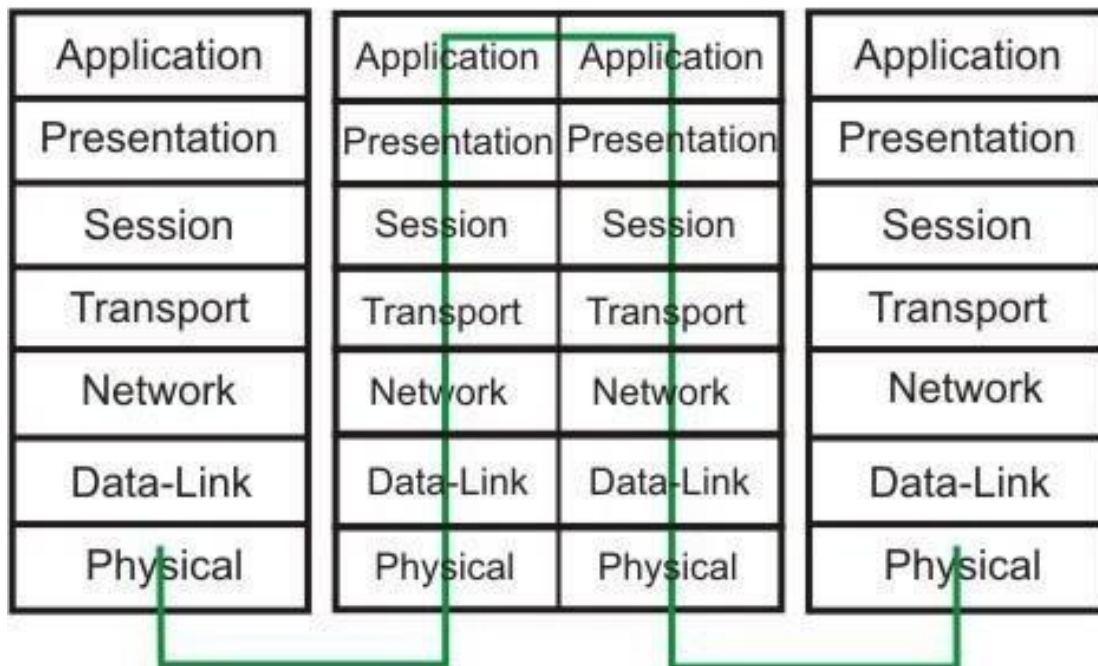 Application Application Application Application
Presentation Presentation Presentation Presentation
Session Session Session Session
Transport Transport Transport Transport
Network Network Network Network
Data-Link Data-Link Data-Link Data-Link
Physical Physical Physical Physical